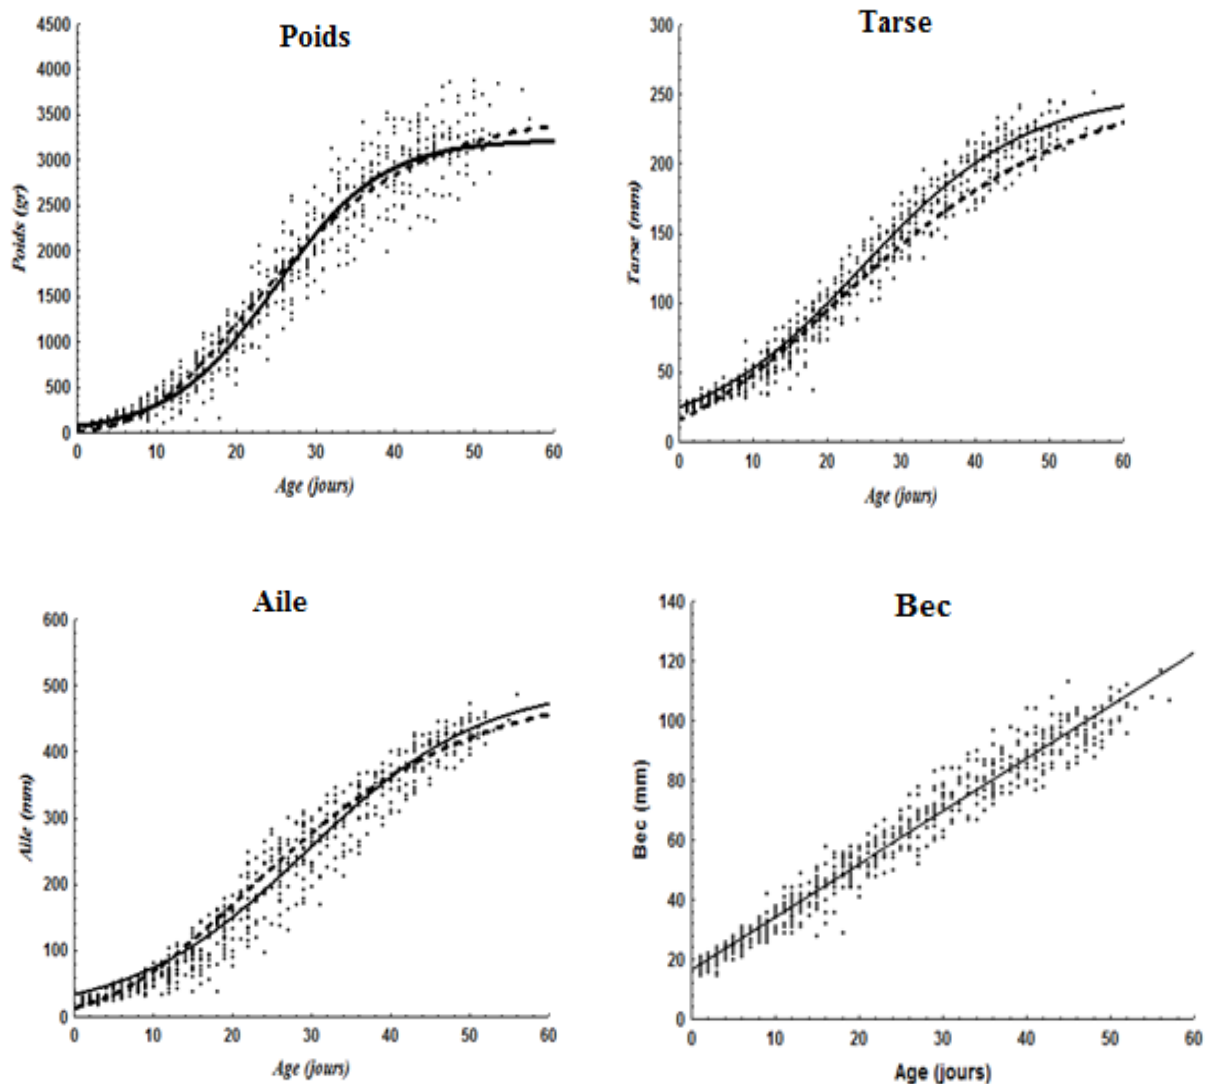 Poids
4500
4000
3500
3000
2500
2000
1500
1000
500
0
Poids (gr)
0 10 20 30 40 50 60
Age (jours)
Tarse
300
250
200
150
100
50
0
Tarse (mm)
0 10 20 30 40 50 60
Age (jours)
Aile
600
500
400
300
200
100
0
Aile (mm)
0 10 20 30 40 50 60
Age (jours)
Bec
140
120
100
80
60
40
20
0
Bec (mm)
0 10 20 30 40 50 60
Age (jours)